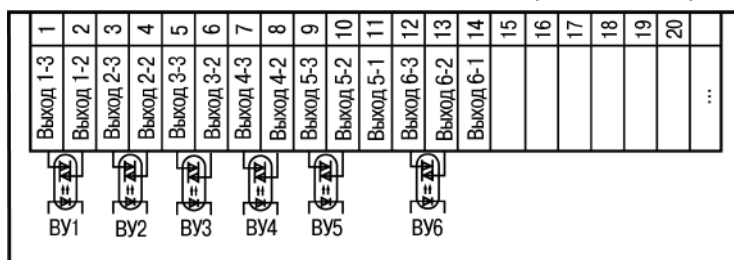 1 2 3 4 5 6 7 8 9 10 11 12 13 14 15 16 17 18 19 20
Выход 1-3
Выход 1-2
Выход 2-3
Выход 2-2
Выход 3-3
Выход 3-2
Выход 4-3
Выход 4-2
Выход 5-3
Выход 5-2
Выход 5-1
Выход 6-3
Выход 6-2
Выход 6-1
...
ВУ1 ВУ2 ВУ3 ВУ4 ВУ5 ВУ6